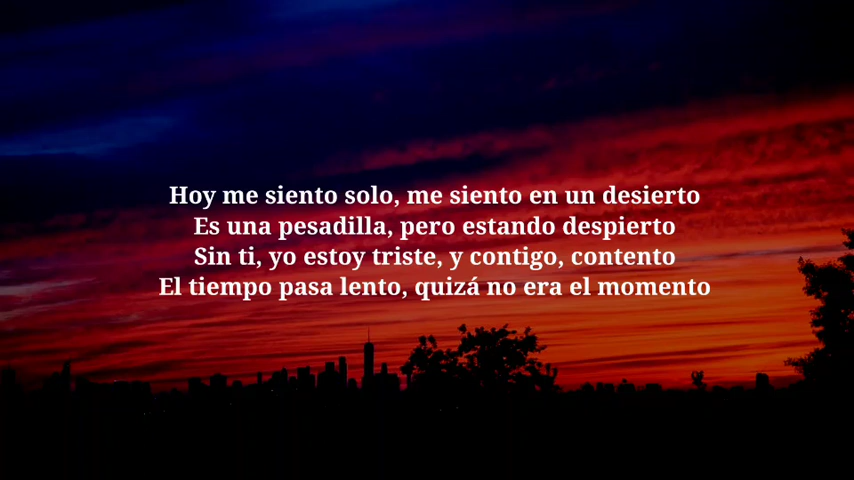 Hoy me siento solo, me siento en un desierto
Es una pesadilla, pero estando despierto
Sin ti, yo estoy triste, y contigo, contento
El tiempo pasa lento, quizá no era el momento